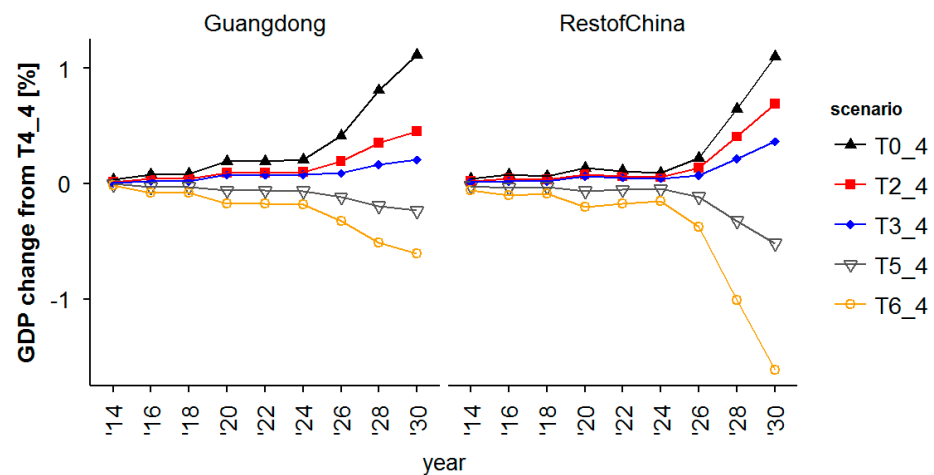 Guangdong
RestofChina
GDP change from T4_4 [%]
1
0
-1
'14 '16 '18 '20 '22 '24 '26 '28 '30
'14 '16 '18 '20 '22 '24 '26 '28 '30
year
scenario
T0_4
T2_4
T3_4
T5_4
T6_4